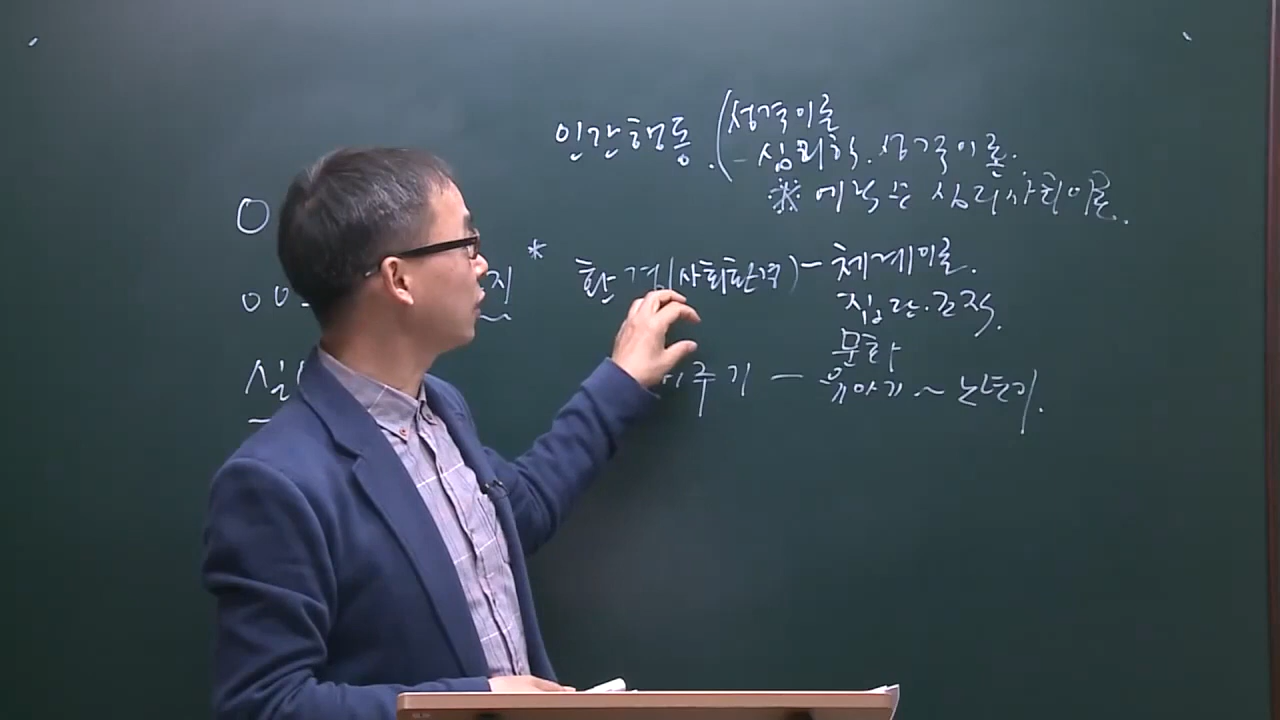 인간행동. (성격이론
- 심리학. 성격이론.
※ 에릭슨 심리사회이론.
* 환경(사회환경) - 체계이론.
집단. 조직.
문화
주기 - 유아기 ~ 노년기.